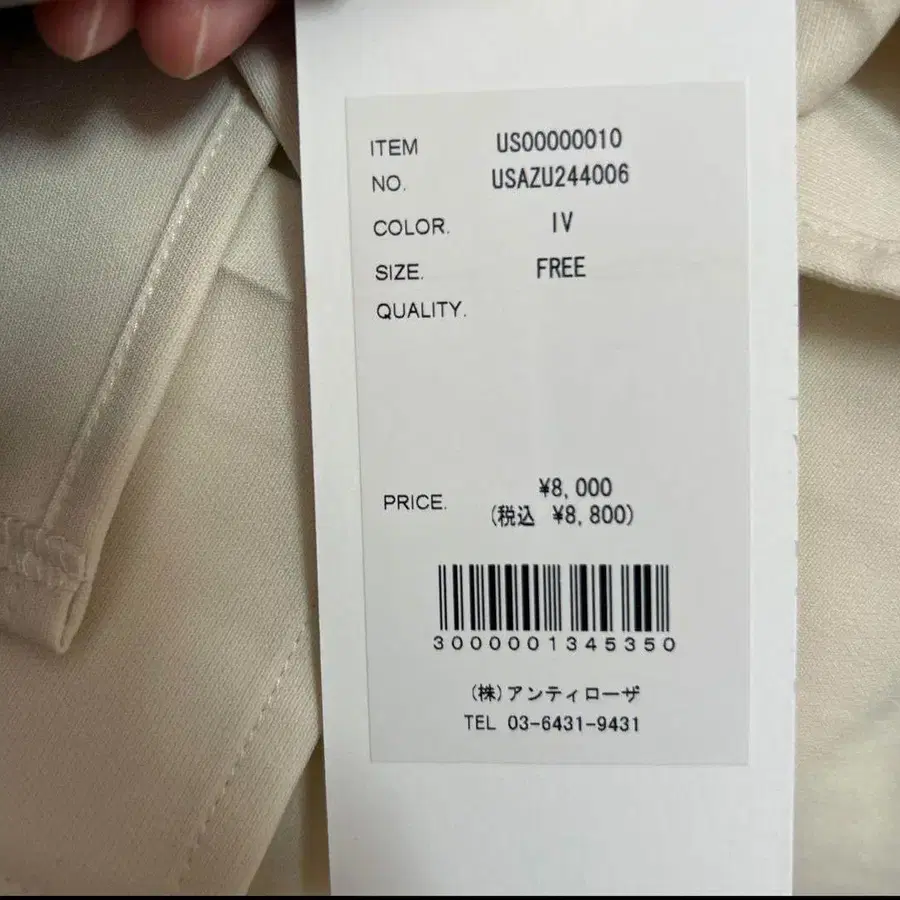 ITEM US00000010
NO. USAZU244006
COLOR. IV
SIZE. FREE
QUALITY.
PRICE. ¥8,000
(税込 ¥8,800)
3000001345350
(株)アンティローザ
TEL 03-6431-9431